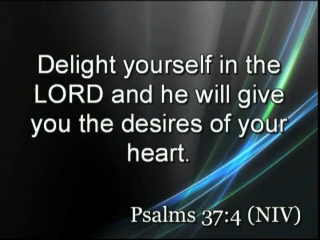 Delight yourself in the
LORD and he will give
you the desires of your
heart.
Psalms 37:4 (NIV)